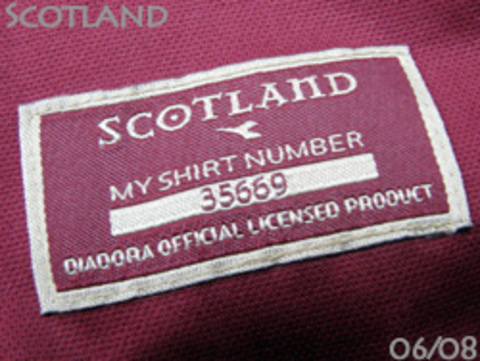 SCOTLAND
SCOTLAND
MY SHIRT NUMBER
35669
DIADORA OFFICIAL LICENSED PRODUCT
06/08